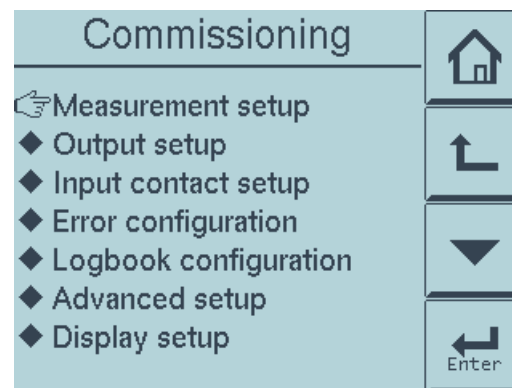 Commissioning
Measurement setup
Output setup
Input contact setup
Error configuration
Logbook configuration
Advanced setup
Display setup
Enter